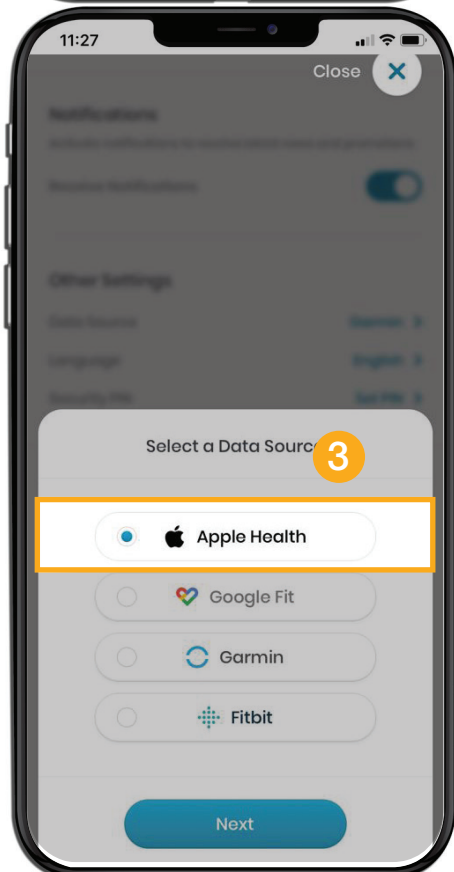 11:27
Close
Notifications
Receive Notifications
Other Settings
Data Source Garmin
Language English
Security PIN Set PIN
Select a Data Source
3
Apple Health
Google Fit
Garmin
Fitbit
Next